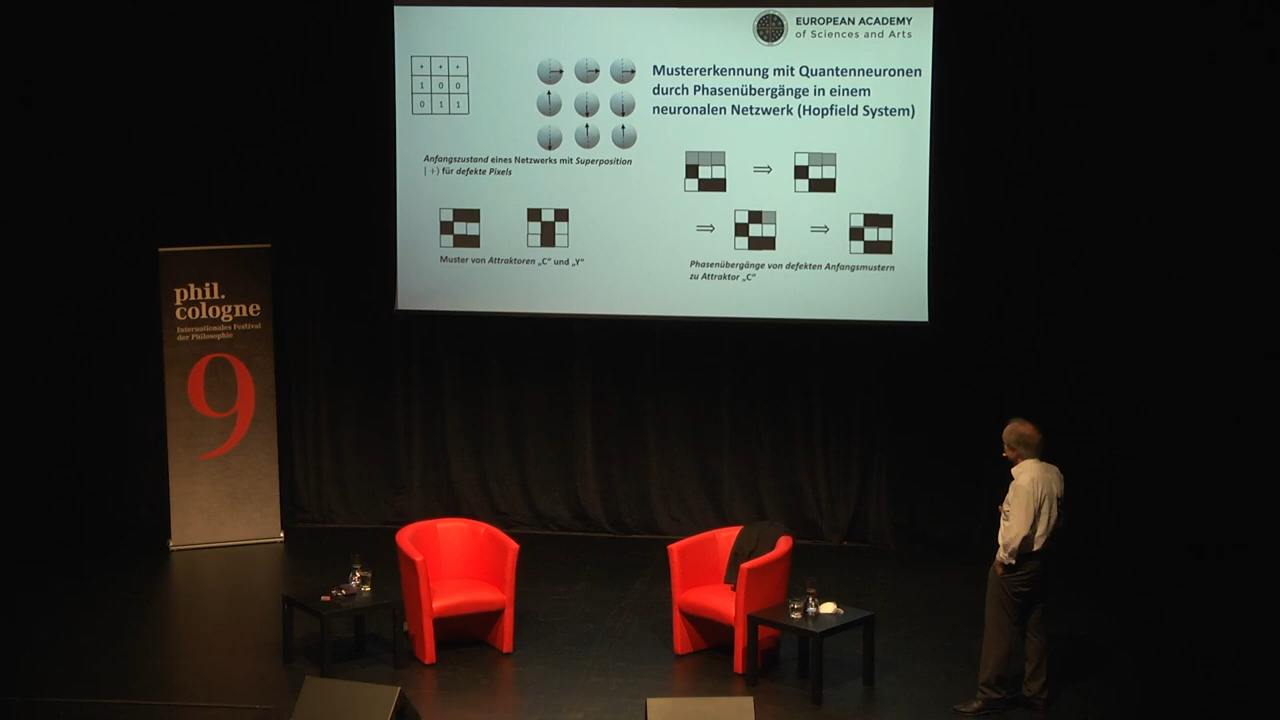 EUROPEAN ACADEMY
of Sciences and Arts
Mustererkennung mit Quantenneuronen
durch Phasenübergänge in einem
neuronalen Netzwerk (Hopfield System)
+ + +
1 0 0
0 1 1
Anfangszustand eines Netzwerks mit Superposition
| +⟩ für defekte Pixels
⇒
⇒ ⇒
Muster von Attraktoren „C" und „Y"
Phasenübergänge von defekten Anfangsmustern
zu Attraktor „C"
phil.
cologne
Internationales Festival
der Philosophie
9